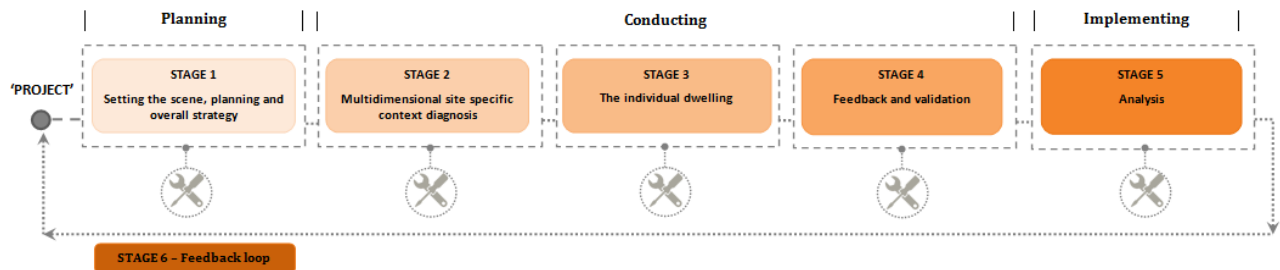 Planning
Conducting
Implementing
'PROJECT'
STAGE 1
Setting the scene, planning and
overall strategy
STAGE 2
Multidimensional site specific
context diagnosis
STAGE 3
The individual dwelling
STAGE 4
Feedback and validation
STAGE 5
Analysis
STAGE 6 – Feedback loop